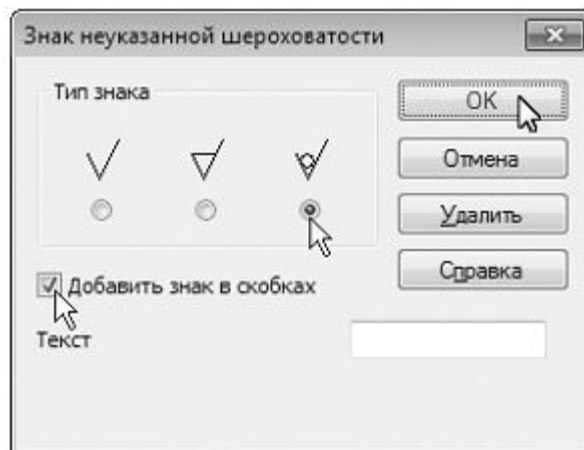 Знак неуказанной шероховатости
Тип знака
OK
Отмена
Удалить
Справка
Добавить знак в скобках
Текст